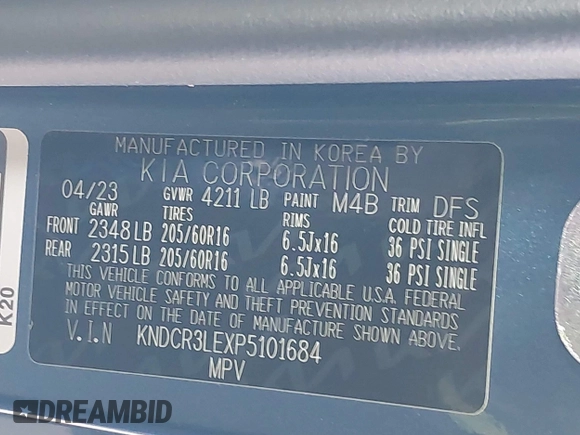 MANUFACTURED IN KOREA BY
KIA CORPORATION
04/23 GVWR 4211 LB PAINT M4B TRIM DFS
GAWR TIRES RIMS COLD TIRE INFL
FRONT 2348 LB 205/60R16 6.5Jx16 36 PSI SINGLE
REAR 2315 LB 205/60R16 6.5Jx16 36 PSI SINGLE
THIS VEHICLE CONFORMS TO ALL APPLICABLE U.S.A. FEDERAL
MOTOR VEHICLE SAFETY AND THEFT PREVENTION STANDARDS
IN EFFECT ON THE DATE OF MANUFACTURE SHOWN ABOVE.
V.I.N KNDCR3LEXP5101684
MPV
K20
DREAMBID